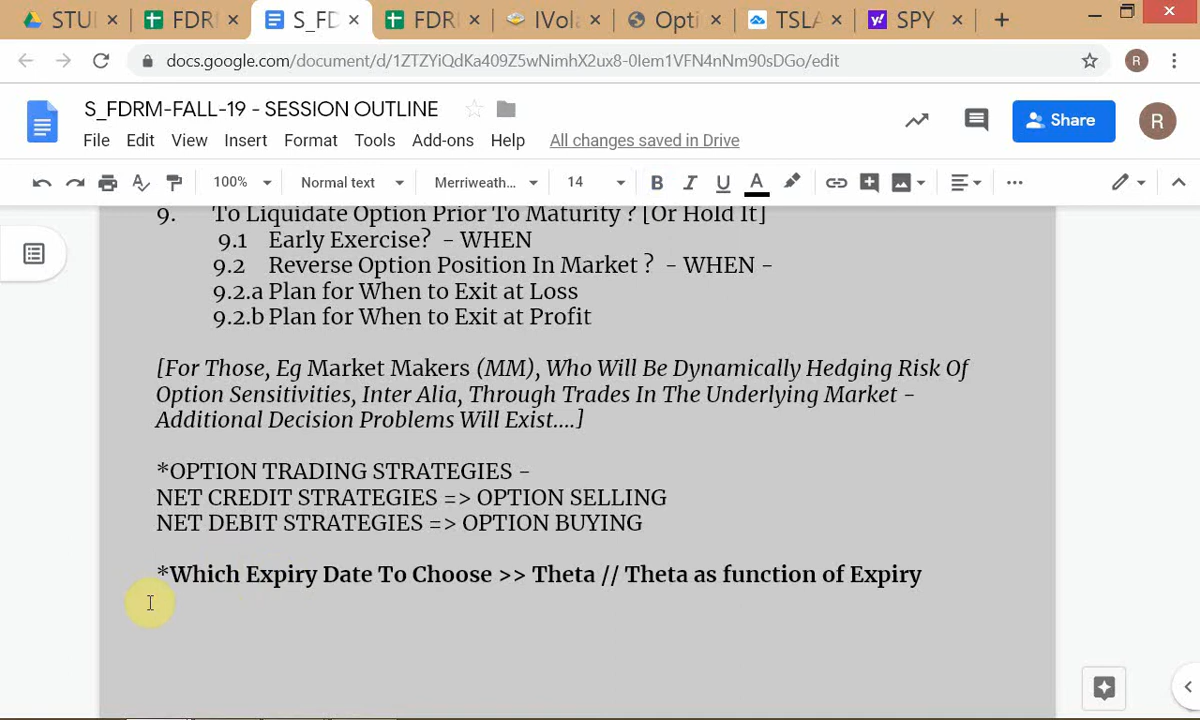 STU
FDR
S_FD
FDR
IVola
Opti
TSLA
SPY
docs.google.com/document/d/1ZTZYiQdKa409Z5wNimhX2ux8-0Iem1VFN4nNm90sDGo/edit
R
S_FDRM-FALL-19 - SESSION OUTLINE
File Edit View Insert Format Tools Add-ons Help All changes saved in Drive
Share
R
100% Normal text Merriweath... 14 B I U A
9. To Liquidate Option Prior To Maturity ? [Or Hold It]
9.1 Early Exercise? - WHEN
9.2 Reverse Option Position In Market ? - WHEN -
9.2.a Plan for When to Exit at Loss
9.2.b Plan for When to Exit at Profit
[For Those, Eg Market Makers (MM), Who Will Be Dynamically Hedging Risk Of
Option Sensitivities, Inter Alia, Through Trades In The Underlying Market -
Additional Decision Problems Will Exist....]
*OPTION TRADING STRATEGIES -
NET CREDIT STRATEGIES => OPTION SELLING
NET DEBIT STRATEGIES => OPTION BUYING
*Which Expiry Date To Choose >> Theta // Theta as function of Expiry